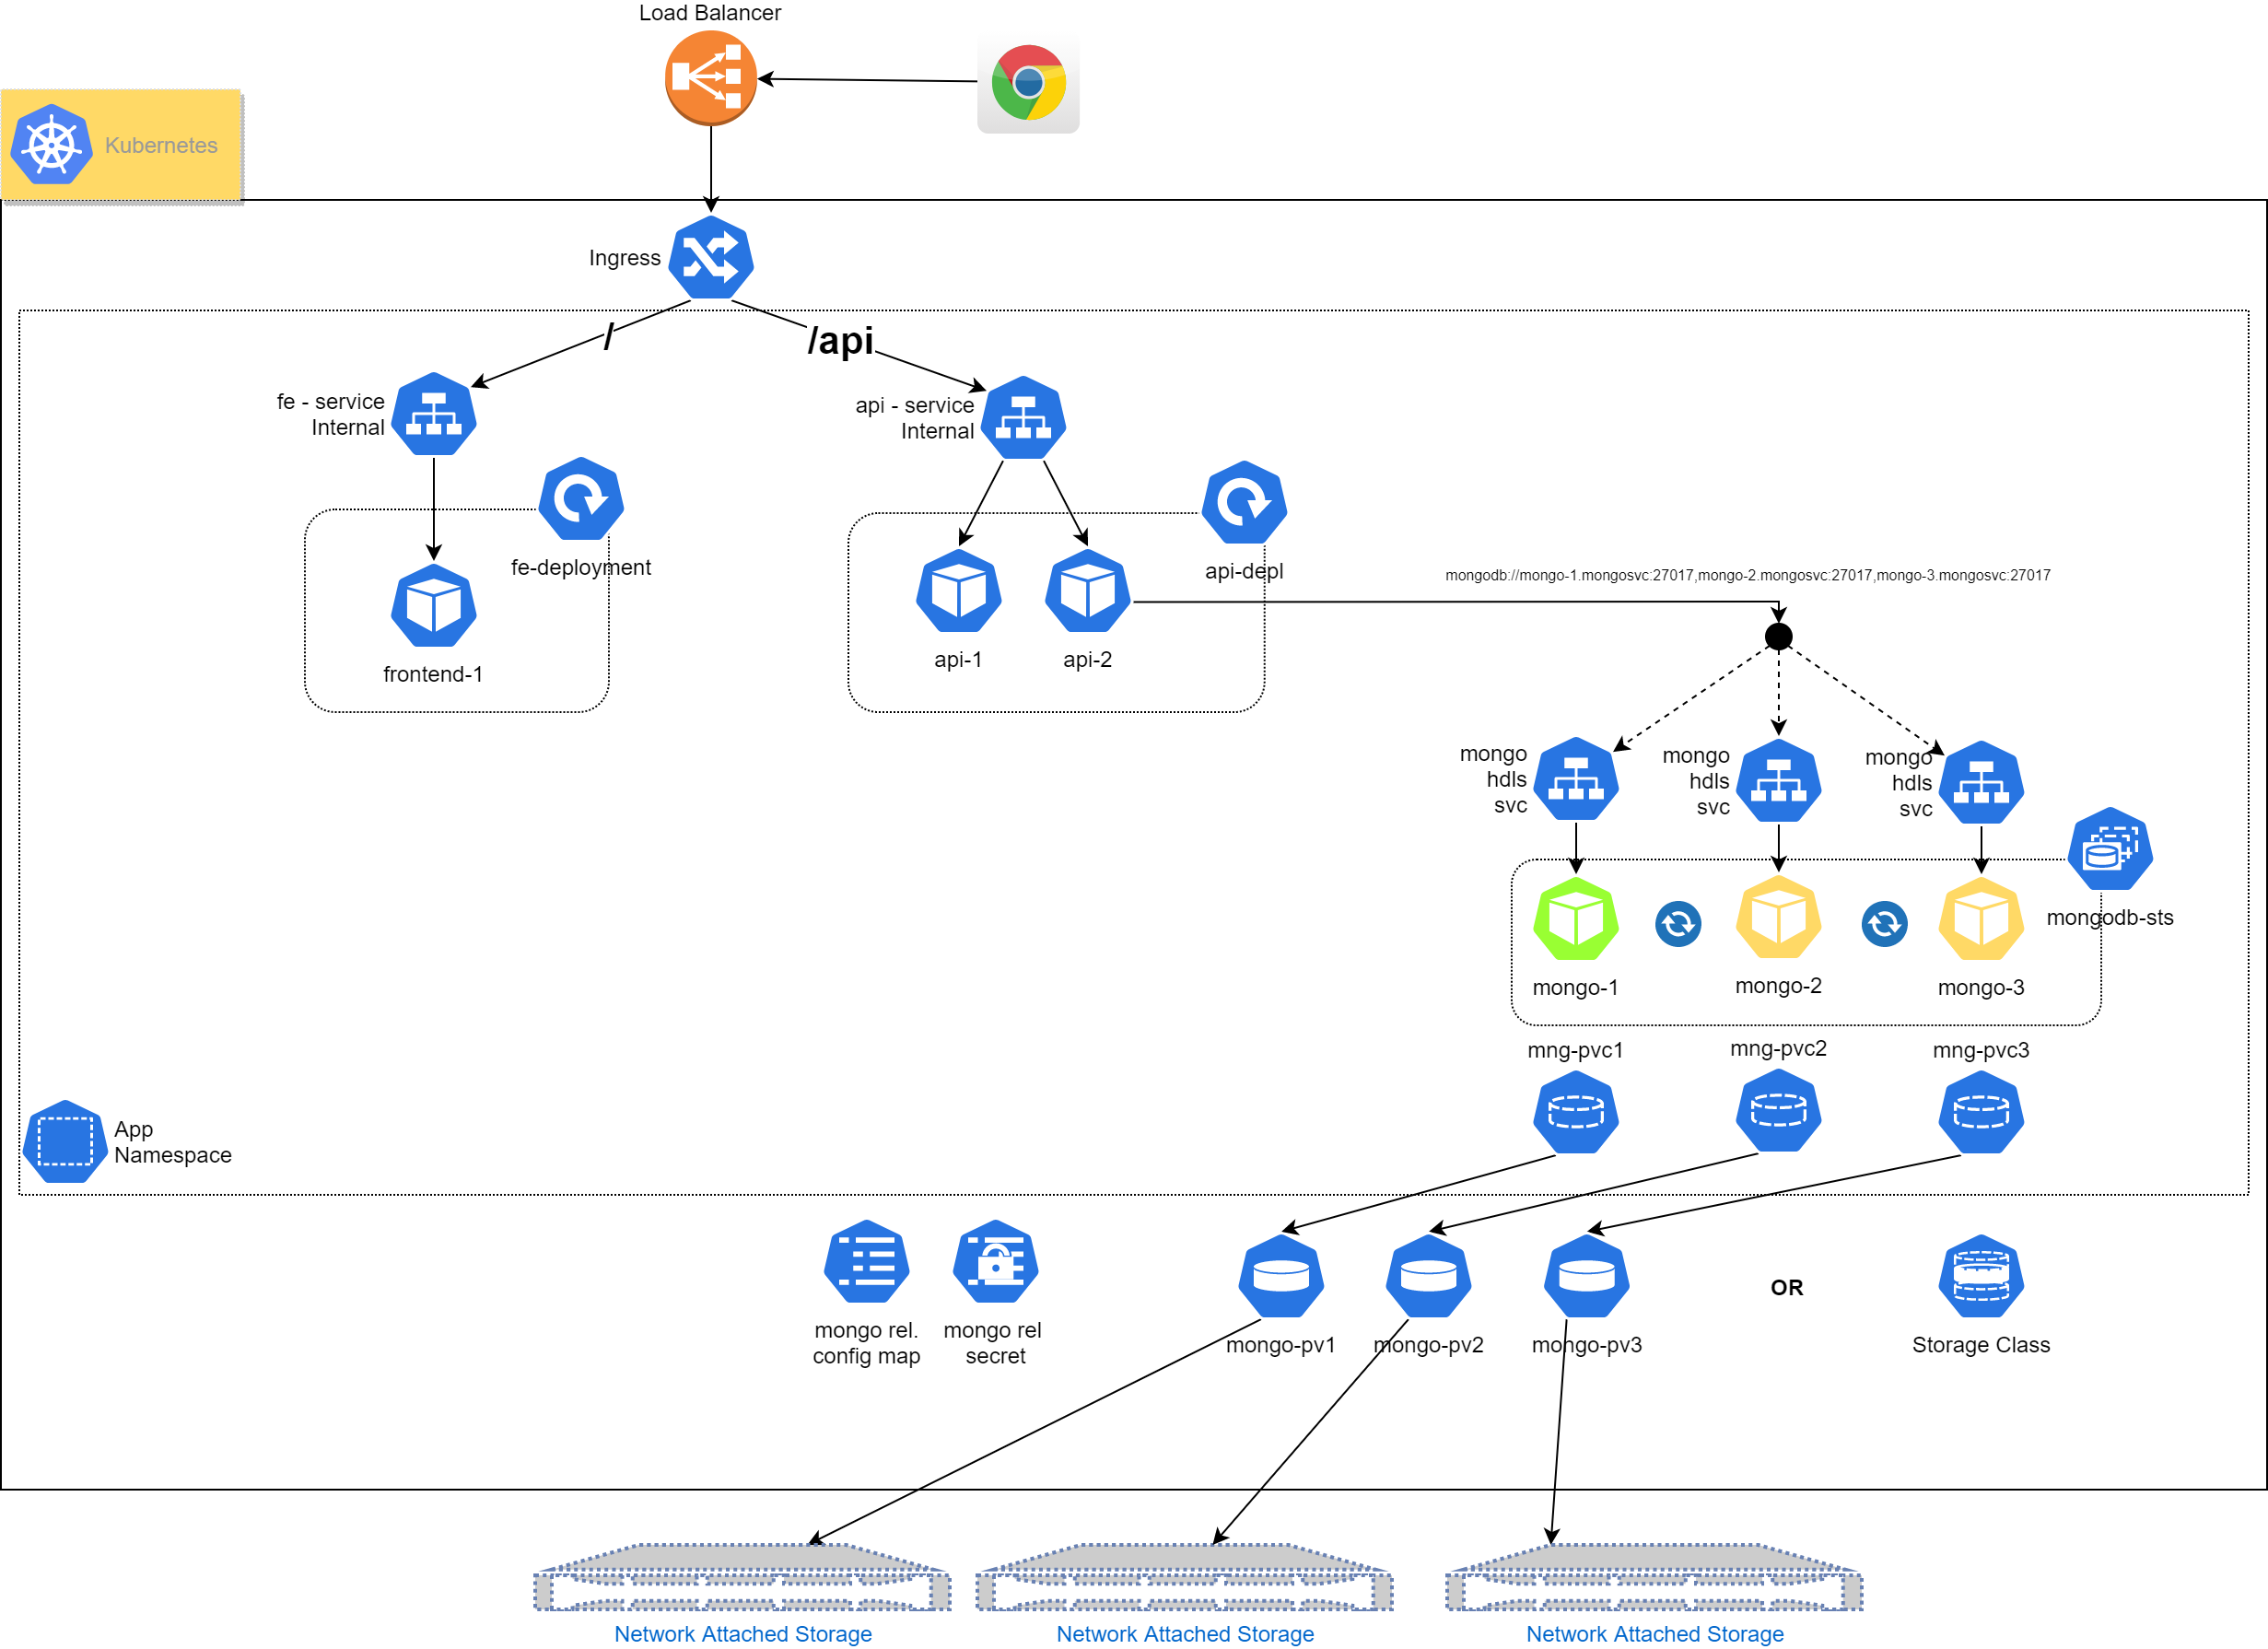 Load Balancer
Kubernetes
Ingress
/
/api
fe - service
Internal
api - service
Internal
fe-deployment
api-depl
mongodb://mongo-1.mongosvc:27017,mongo-2.mongosvc:27017,mongo-3.mongosvc:27017
frontend-1
api-1
api-2
mongo
hdls
svc
mongo
hdls
svc
mongo
hdls
svc
mongodb-sts
mongo-1
mongo-2
mongo-3
mng-pvc1
mng-pvc2
mng-pvc3
App
Namespace
mongo rel.
config map
mongo rel
secret
mongo-pv1
mongo-pv2
mongo-pv3
OR
Storage Class
Network Attached Storage
Network Attached Storage
Network Attached Storage